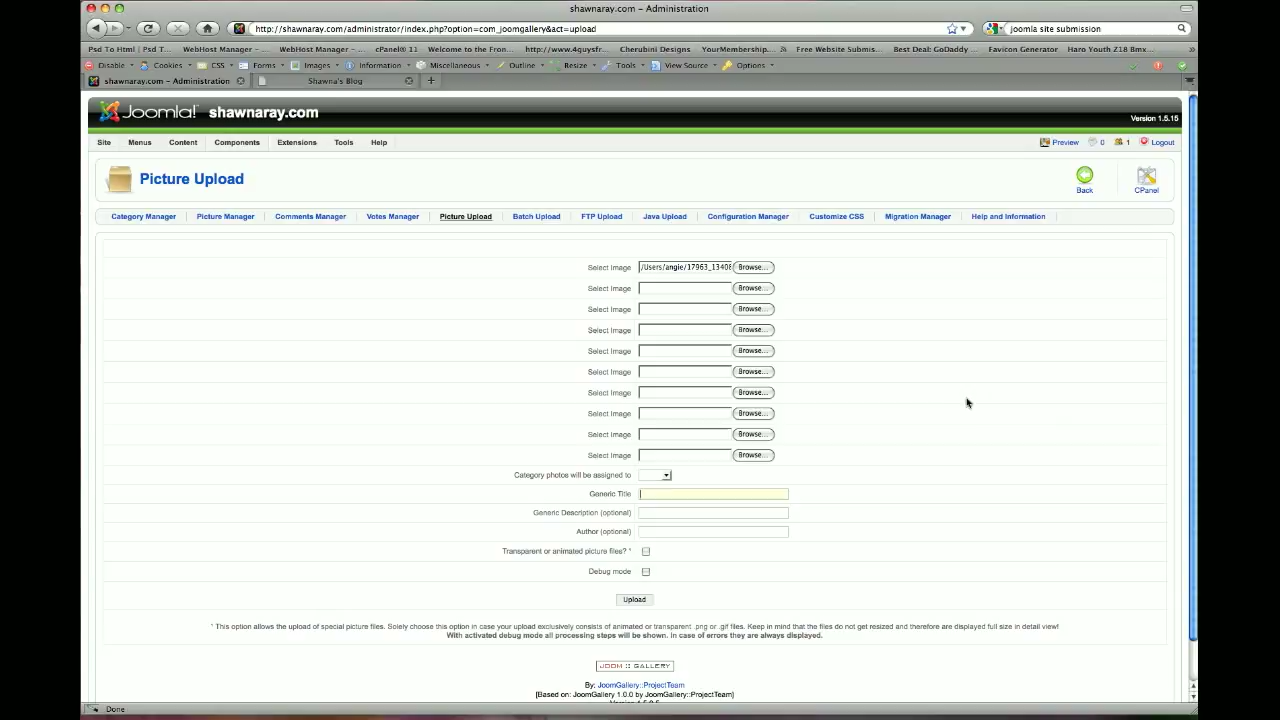 shawnaray.com - Administration
http://shawnaray.com/administrator/index.php?option=com_joomgallery&act=upload
joomla site submission
Psd To Html | Psd T... WebHost Manager - ... WebHost Manager - ... cPanel® 11 Welcome to the Fron... http://www.4guysfr... Cherubini Designs YourMembership.... Free Website Submis... Best Deal: GoDaddy ... Favicon Generator Haro Youth Z18 Bmx...
Disable Cookies CSS Forms Images Information Miscellaneous Outline Resize Tools View Source Options
shawnaray.com - Administration Shawna's Blog
Joomla! shawnaray.com
Version 1.5.15
Site Menus Content Components Extensions Tools Help Preview 0 1 Logout
Picture Upload
Back CPanel
Category Manager Picture Manager Comments Manager Votes Manager Picture Upload Batch Upload FTP Upload Java Upload Configuration Manager Customize CSS Migration Manager Help and Information
Select Image /Users/angie/17963_13408 Browse...
Select Image Browse...
Select Image Browse...
Select Image Browse...
Select Image Browse...
Select Image Browse...
Select Image Browse...
Select Image Browse...
Select Image Browse...
Select Image Browse...
Category photos will be assigned to
Generic Title
Generic Description (optional)
Author (optional)
Transparent or animated picture files? *
Debug mode
Upload
* This option allows the upload of special picture files. Solely choose this option in case your upload exclusively consists of animated or transparent .png or .gif files. Keep in mind that the files do not get resized and therefore are displayed full size in detail view!
With activated debug mode all processing steps will be shown. In case of errors they are always displayed.
JOOM :: GALLERY
By: JoomGallery::ProjectTeam
[Based on: JoomGallery 1.0.0 by JoomGallery::ProjectTeam]
Done